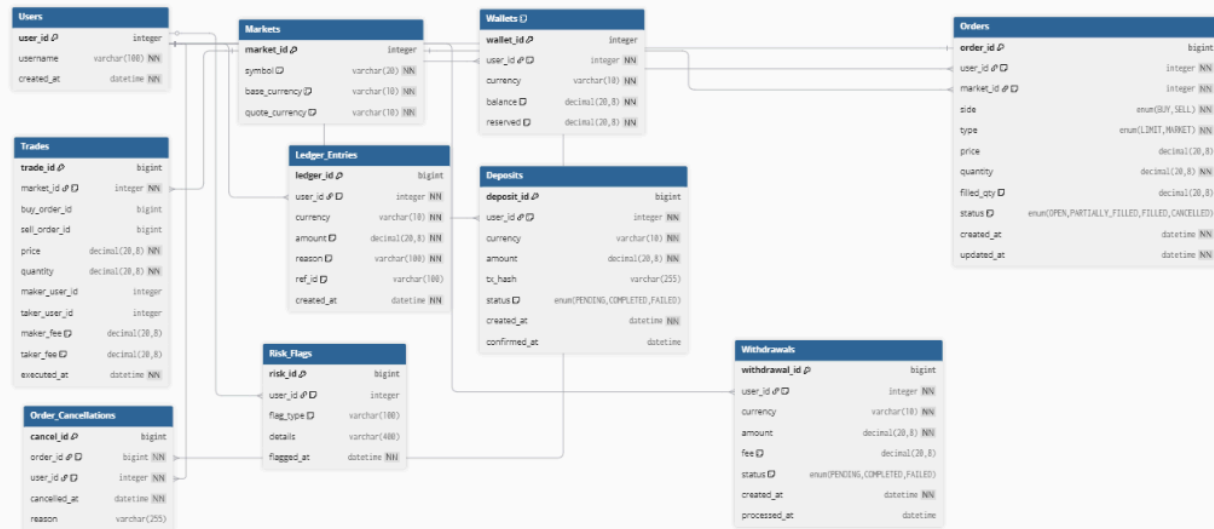 Users
user_id integer
username varchar(100) NN
created_at datetime NN
Markets
market_id integer
symbol varchar(20) NN
base_currency varchar(10) NN
quote_currency varchar(10) NN
Wallets
wallet_id integer
user_id integer NN
currency varchar(10) NN
balance decimal(20,8) NN
reserved decimal(20,8) NN
Orders
order_id bigint
user_id integer NN
market_id integer NN
side enum(BUY,SELL) NN
type enum(LIMIT,MARKET) NN
price decimal(20,8)
quantity decimal(20,8) NN
filled_qty decimal(20,8)
status enum(OPEN,PARTIALLY_FILLED,FILLED,CANCELLED)
created_at datetime NN
updated_at datetime NN
Trades
trade_id bigint
market_id integer NN
buy_order_id bigint
sell_order_id bigint
price decimal(20,8) NN
quantity decimal(20,8) NN
maker_user_id integer
taker_user_id integer
maker_fee decimal(20,8)
taker_fee decimal(20,8)
executed_at datetime NN
Ledger_Entries
ledger_id bigint
user_id integer NN
currency varchar(10) NN
amount decimal(20,8) NN
reason varchar(100) NN
ref_id varchar(100)
created_at datetime NN
Deposits
deposit_id bigint
user_id integer NN
currency varchar(10) NN
amount decimal(20,8) NN
tx_hash varchar(255)
status enum(PENDING,COMPLETED,FAILED)
created_at datetime NN
confirmed_at datetime
Risk_Flags
risk_id bigint
user_id integer
flag_type varchar(100)
details varchar(400)
flagged_at datetime NN
Withdrawals
withdrawal_id bigint
user_id integer NN
currency varchar(10) NN
amount decimal(20,8) NN
fee decimal(20,8)
status enum(PENDING,COMPLETED,FAILED)
created_at datetime NN
processed_at datetime
Order_Cancellations
cancel_id bigint
order_id bigint NN
user_id integer NN
cancelled_at datetime NN
reason varchar(255)